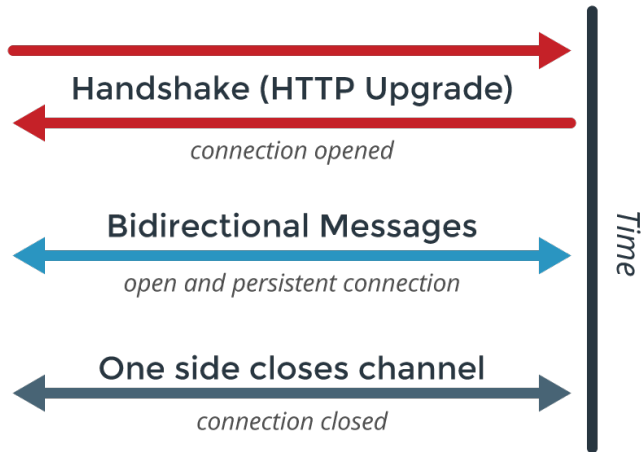 Handshake (HTTP Upgrade)
connection opened
Bidirectional Messages
open and persistent connection
Time
One side closes channel
connection closed